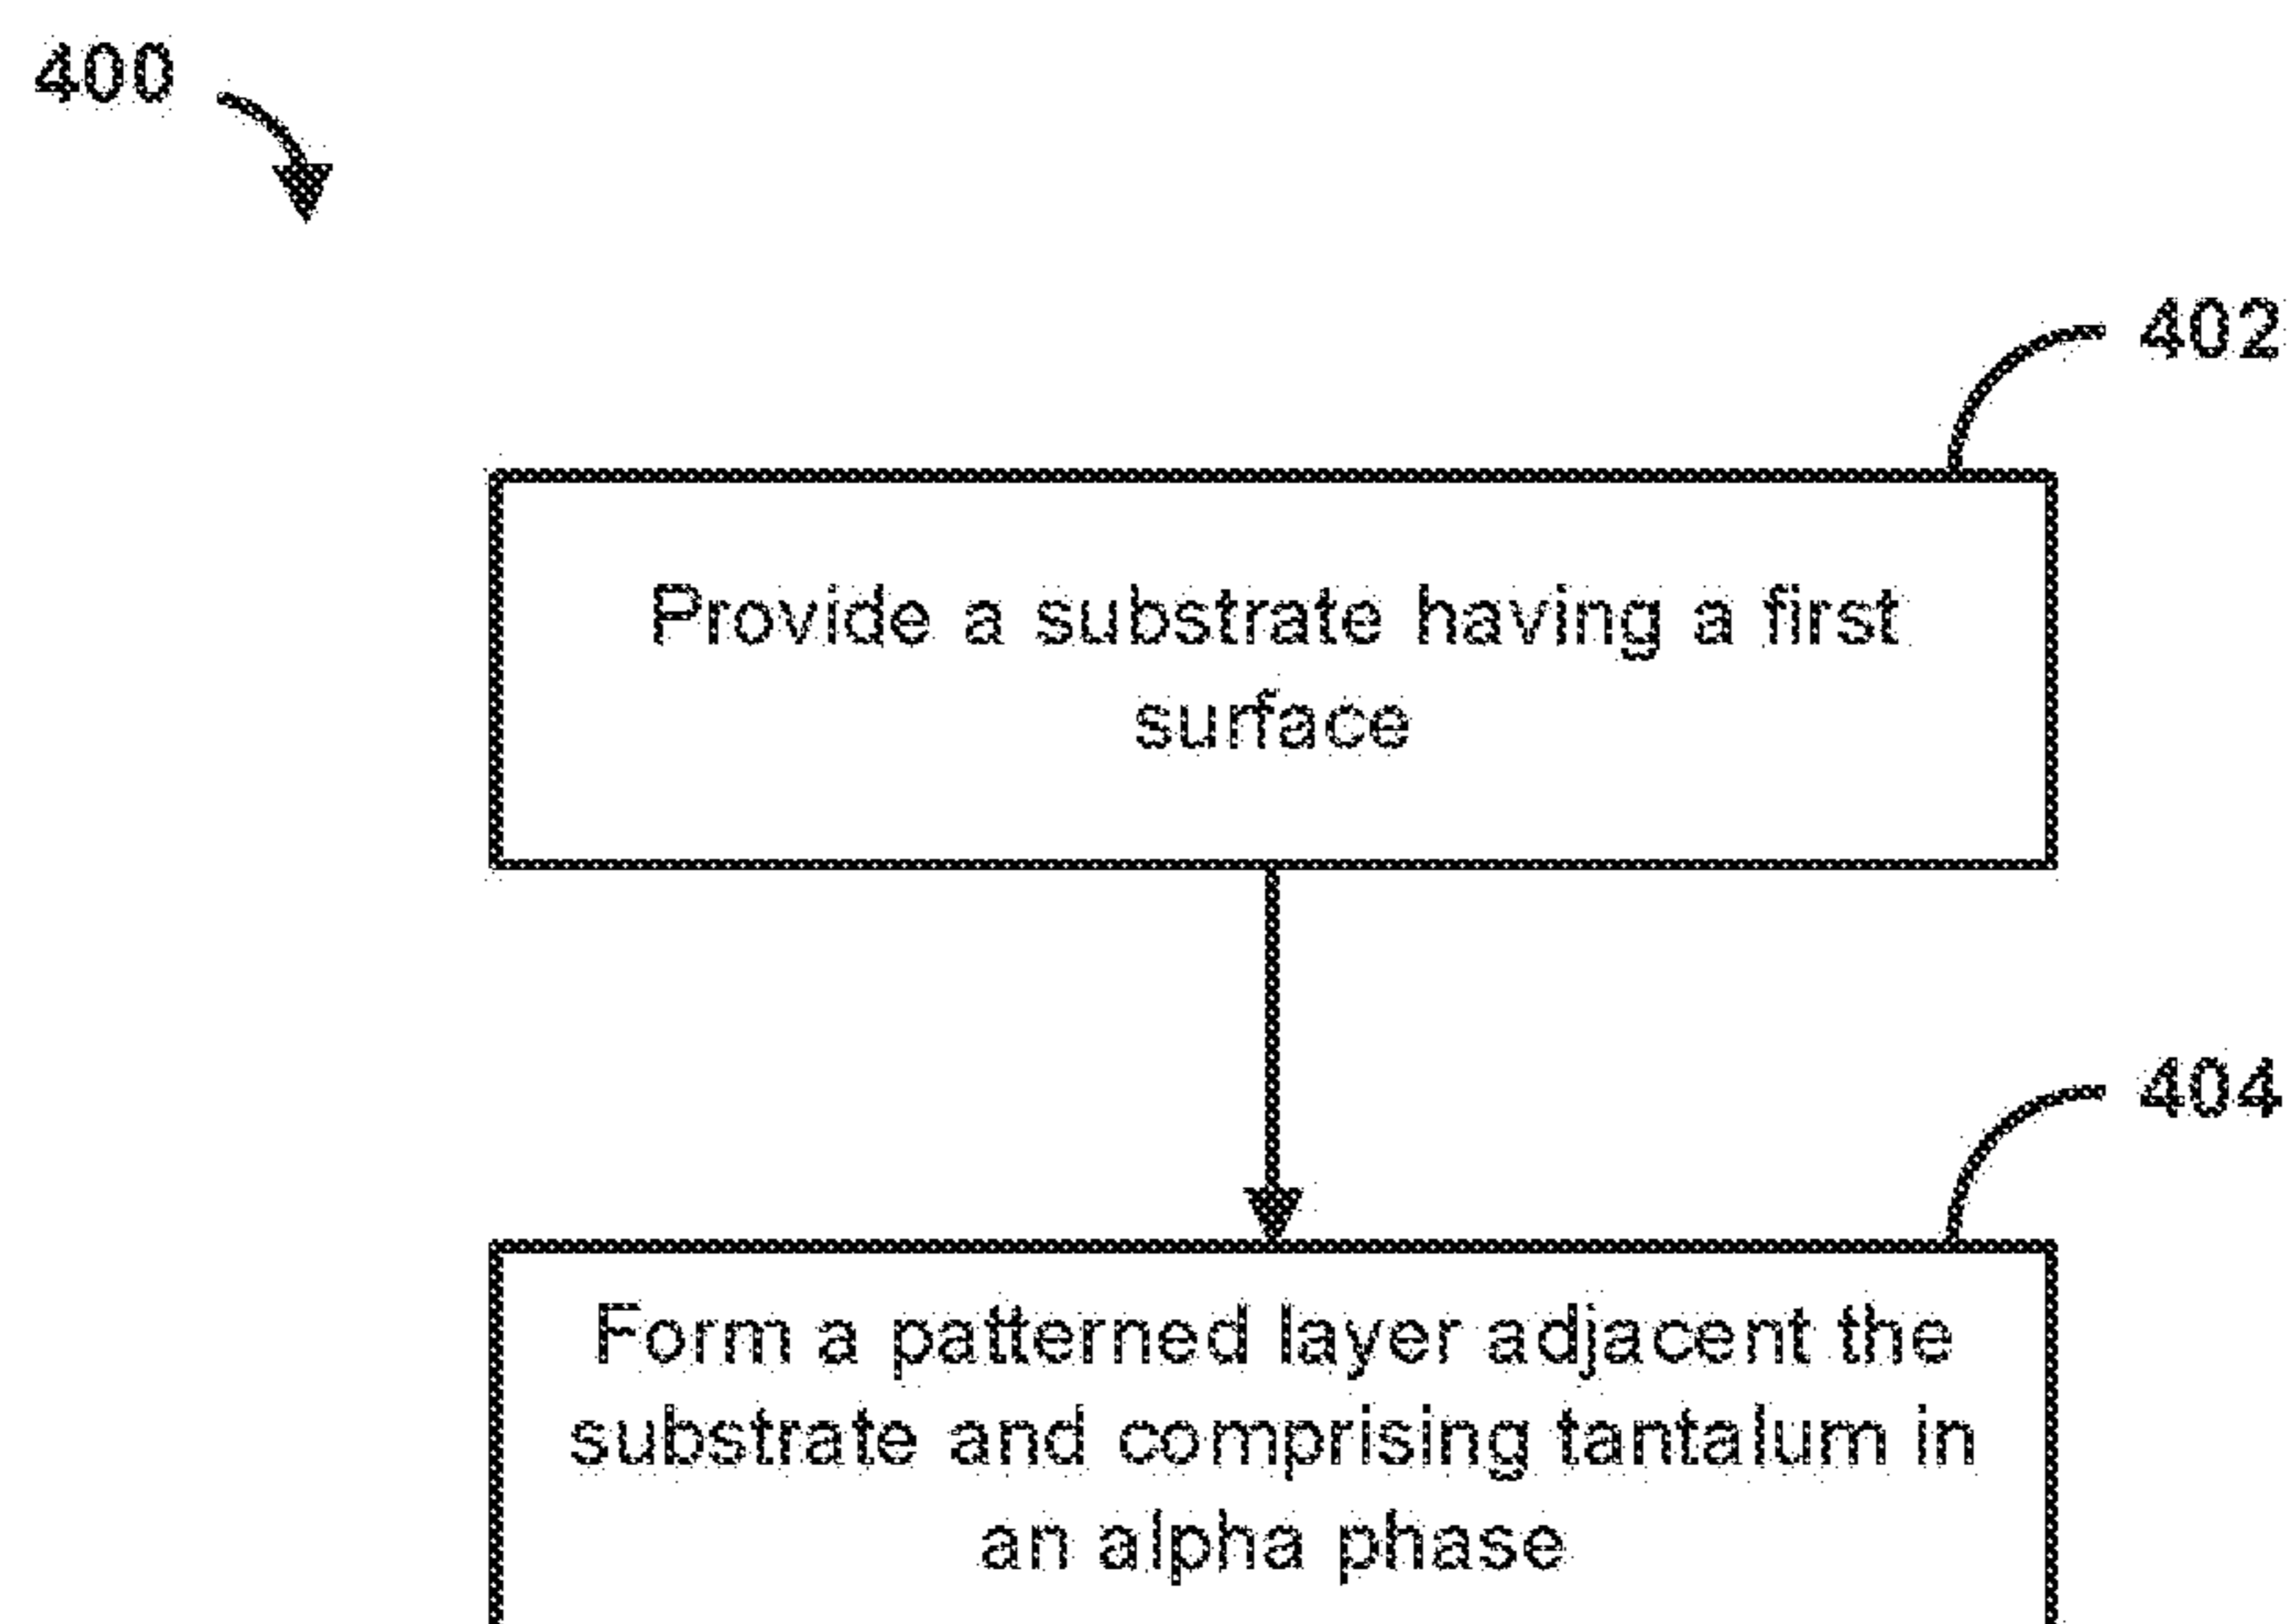 400
402
Provide a substrate having a first
surface
404
Form a patterned layer adjacent the
substrate and comprising tantalum in
an alpha phase